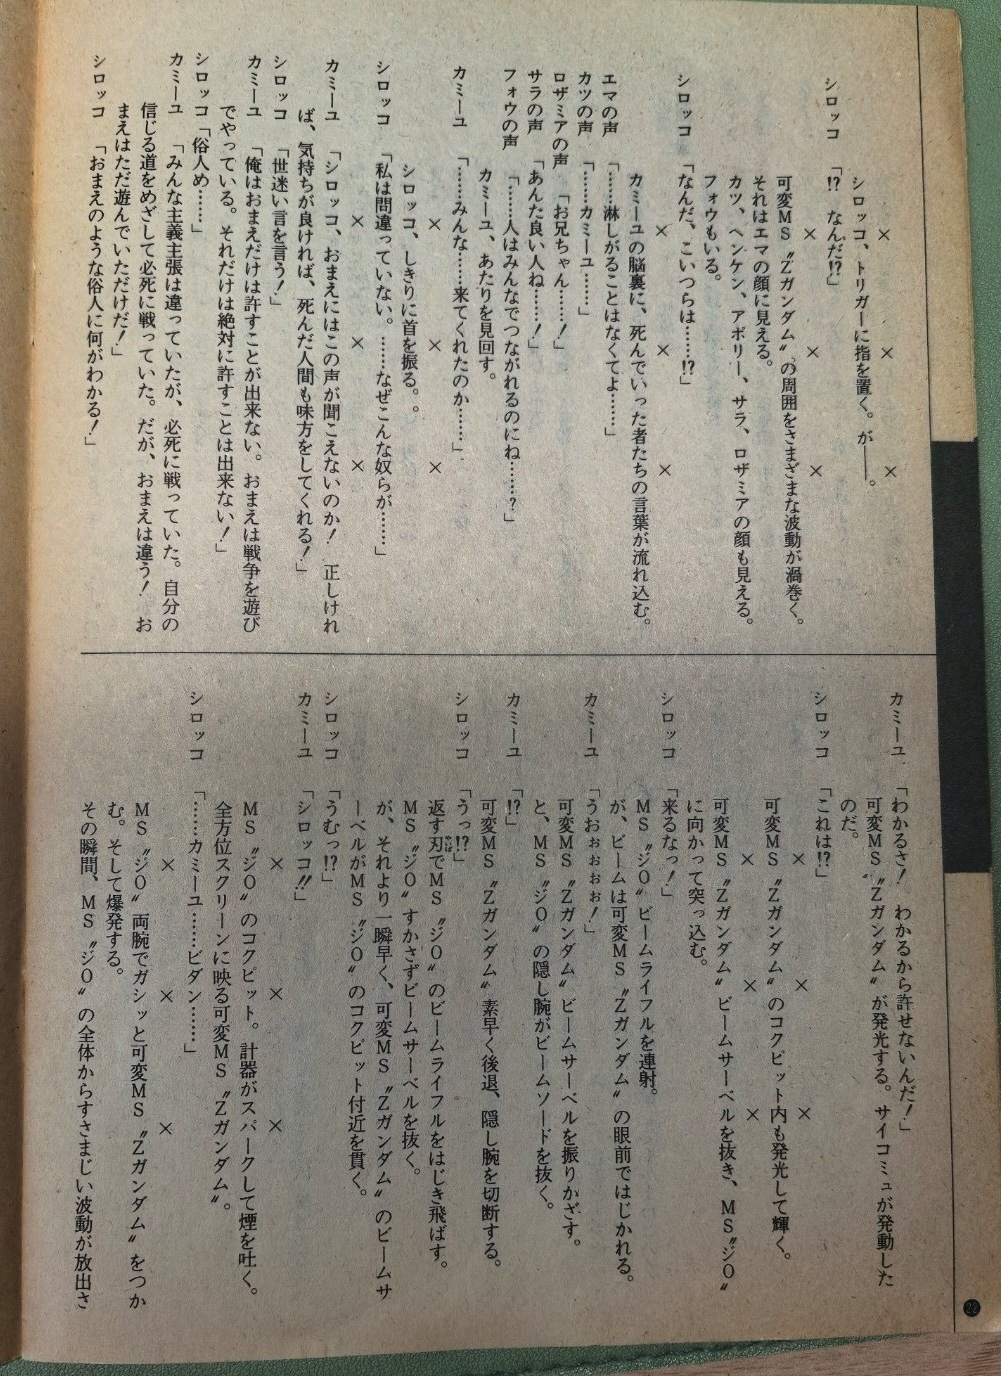 × × ×
シロッコ、トリガーに指を置く。が――。
シロッコ 「!? なんだ!?」
× × ×
可変MS〝Zガンダム〟の周囲をさまざまな波動が渦巻く。
それはエマの顔に見える。
カツ、ヘンケン、アポリー、サラ、ロザミアの顔も見える。
フォウもいる。
シロッコ 「なんだ、こいつらは……!?」
× × ×
カミーユの脳裏に、死んでいった者たちの言葉が流れ込む。
エマの声 「……淋しがることはなくてよ……」
カツの声 「……カミーユ……」
ロザミアの声 「お兄ちゃん……!」
サラの声 「あんた良い人ね……!」
フォウの声 「……人はみんなでつながれるのにね……?」
カミーユ、あたりを見回す。
カミーユ 「……みんな……来てくれたのか……」
× × ×
シロッコ、しきりに首を振る。。
シロッコ 「私は間違っていない。……なぜこんな奴らが……」
× × ×
カミーユ 「シロッコ、おまえにはこの声が聞こえないのか! 正しけれ
ば、気持ちが良ければ、死んだ人間も味方をしてくれる!」
シロッコ 「世迷い言を言う!」
カミーユ 「俺はおまえだけは許すことが出来ない。おまえは戦争を遊び
でやっている。それだけは絶対に許すことは出来ない!」
シロッコ「俗人め……」
カミーユ 「みんな主義主張は違っていたが、必死に戦っていた。自分の
信じる道をめざして必死に戦っていた。だが、おまえは違う! お
まえはただ遊んでいただけだ!」
シロッコ 「おまえのような俗人に何がわかる!」
カミーユ 「わかるさ! わかるから許せないんだ!」
可変MS〝Zガンダム〟が発光する。サイコミュが発動した
のだ。
シロッコ 「これは!?」
× × ×
可変MS〝Zガンダム〟のコクピット内も発光して輝く。
× × ×
可変MS〝Zガンダム〟ビームサーベルを抜き、MS〝ジO〟
に向かって突っ込む。
シロッコ 「来るなっ!」
MS〝ジO〟ビームライフルを連射。
が、ビームは可変MS〝Zガンダム〟の眼前ではじかれる。
カミーユ 「うおぉぉぉぉ!」
可変MS〝Zガンダム〟ビームサーベルを振りかざす。
と、MS〝ジO〟の隠し腕がビームソードを抜く。
カミーユ 「!?」
可変MS〝Zガンダム〟素早く後退、隠し腕を切断する。
シロッコ 「うっ!?」
返す刃でMS〝ジO〟のビームライフルをはじき飛ばす。
MS〝ジO〟すかさずビームサーベルを抜く。
が、それより一瞬早く、可変MS〝Zガンダム〟のビームサ
ーベルがMS〝ジO〟のコクピット付近を貫く。
シロッコ 「うむっ!?」
カミーユ 「シロッコ!!」
× × ×
MS〝ジO〟のコクピット。計器がスパークして煙を吐く。
全方位スクリーンに映る可変MS〝Zガンダム〟。
シロッコ 「……カミーユ……ビダン……」
× × ×
MS〝ジO〟両腕でガシッと可変MS〝Zガンダム〟をつか
む。そして爆発する。
その瞬間、MS〝ジO〟の全体からすさまじい波動が放出さ
22